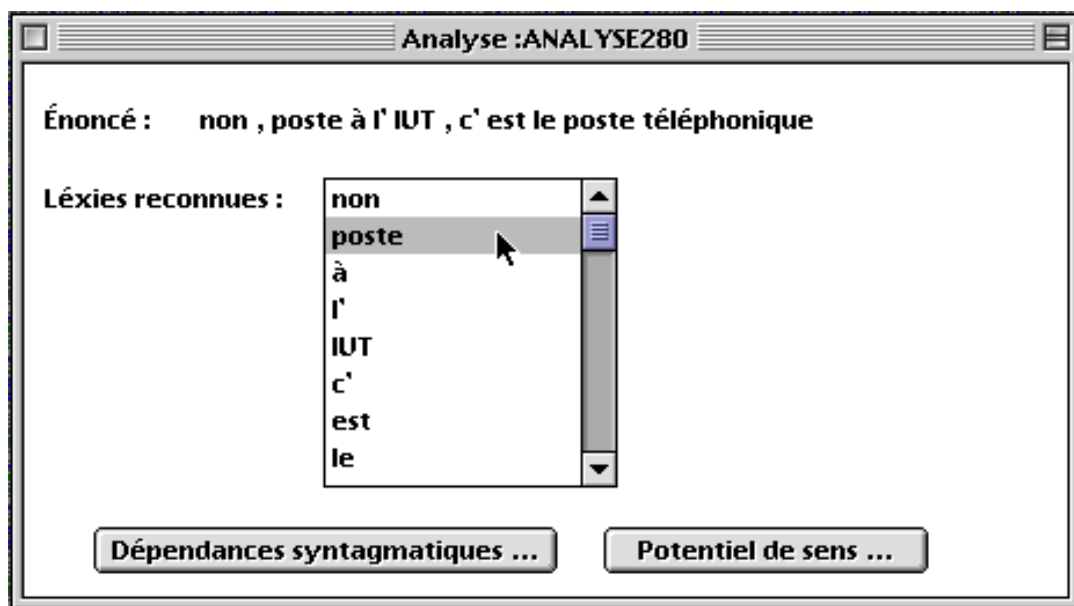 Analyse :ANALYSE280
Énoncé : non , poste à l' IUT , c' est le poste téléphonique
Léxies reconnues : non
poste
à
l'
IUT
c'
est
le
Dépendances syntagmatiques ... Potentiel de sens ...